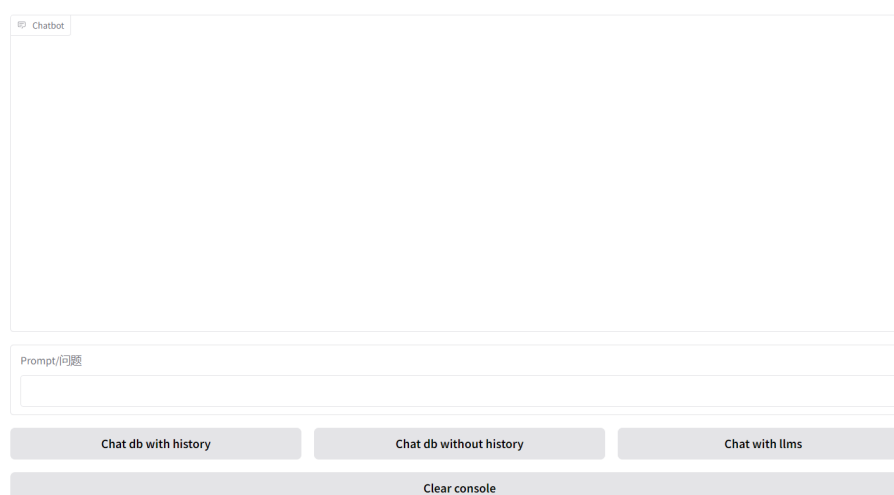 Chatbot
Prompt/问题
Chat db with history
Chat db without history
Chat with llms
Clear console